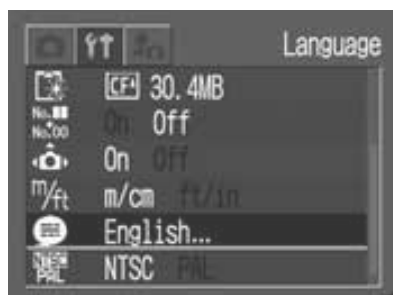 Language
CF 30.4MB
No. No.00 On Off
On Off
m/ft m/cm ft/in
English...
NTSC PAL NTSC PAL